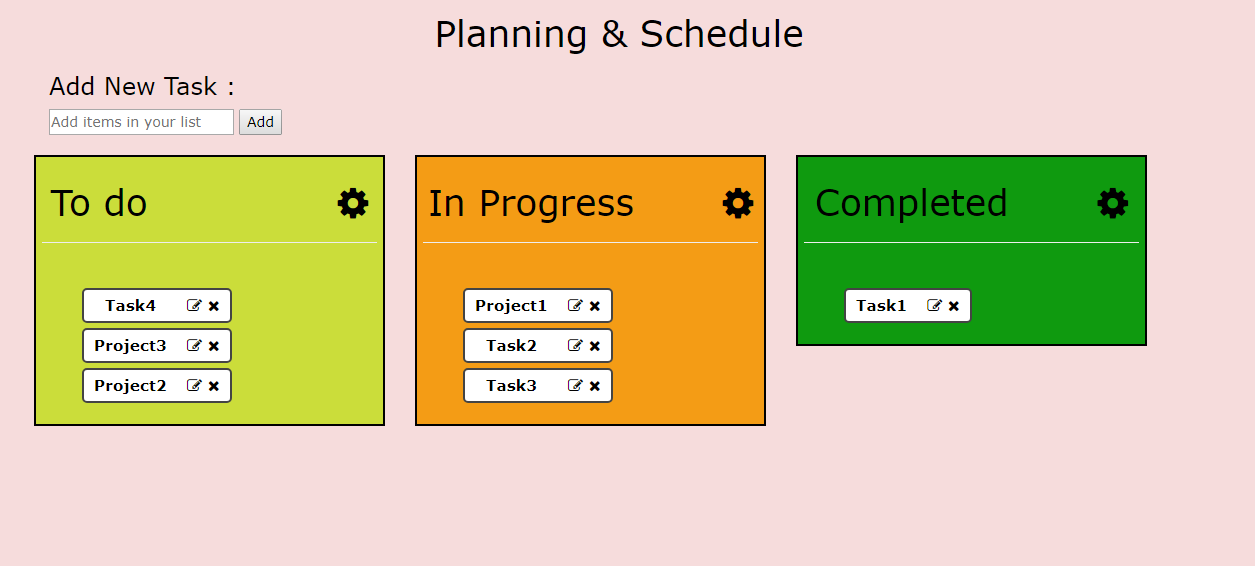 Planning & Schedule
Add New Task :
Add items in your list Add
To do
Task4
Project3
Project2
In Progress
Project1
Task2
Task3
Completed
Task1